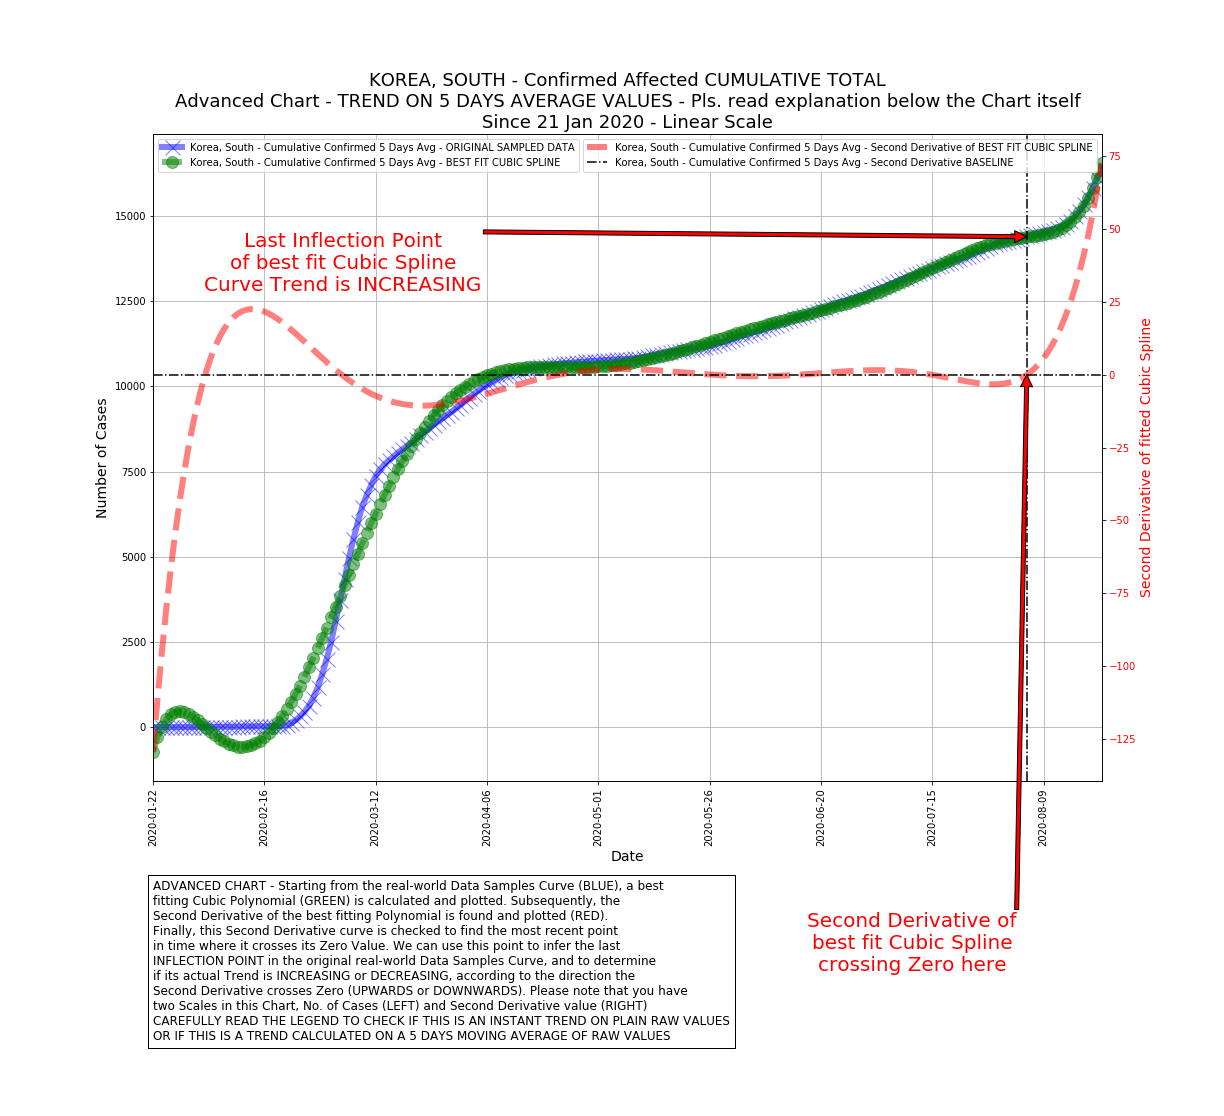 KOREA, SOUTH - Confirmed Affected CUMULATIVE TOTAL
Advanced Chart - TREND ON 5 DAYS AVERAGE VALUES - Pls. read explanation below the Chart itself
Since 21 Jan 2020 - Linear Scale
Korea, South - Cumulative Confirmed 5 Days Avg - ORIGINAL SAMPLED DATA
Korea, South - Cumulative Confirmed 5 Days Avg - BEST FIT CUBIC SPLINE
Korea, South - Cumulative Confirmed 5 Days Avg - Second Derivative of BEST FIT CUBIC SPLINE
Korea, South - Cumulative Confirmed 5 Days Avg - Second Derivative BASELINE
Last Inflection Point
of best fit Cubic Spline
Curve Trend is INCREASING
Number of Cases
15000
12500
10000
7500
5000
2500
0
75
50
25
0
−25
−50
−75
−100
−125
Second Derivative of fitted Cubic Spline
2020-01-22
2020-02-16
2020-03-12
2020-04-06
2020-05-01
2020-05-26
2020-06-20
2020-07-15
2020-08-09
Date
ADVANCED CHART - Starting from the real-world Data Samples Curve (BLUE), a best
fitting Cubic Polynomial (GREEN) is calculated and plotted. Subsequently, the
Second Derivative of the best fitting Polynomial is found and plotted (RED).
Finally, this Second Derivative curve is checked to find the most recent point
in time where it crosses its Zero Value. We can use this point to infer the last
INFLECTION POINT in the original real-world Data Samples Curve, and to determine
if its actual Trend is INCREASING or DECREASING, according to the direction the
Second Derivative crosses Zero (UPWARDS or DOWNWARDS). Please note that you have
two Scales in this Chart, No. of Cases (LEFT) and Second Derivative value (RIGHT)
CAREFULLY READ THE LEGEND TO CHECK IF THIS IS AN INSTANT TREND ON PLAIN RAW VALUES
OR IF THIS IS A TREND CALCULATED ON A 5 DAYS MOVING AVERAGE OF RAW VALUES
Second Derivative of
best fit Cubic Spline
crossing Zero here